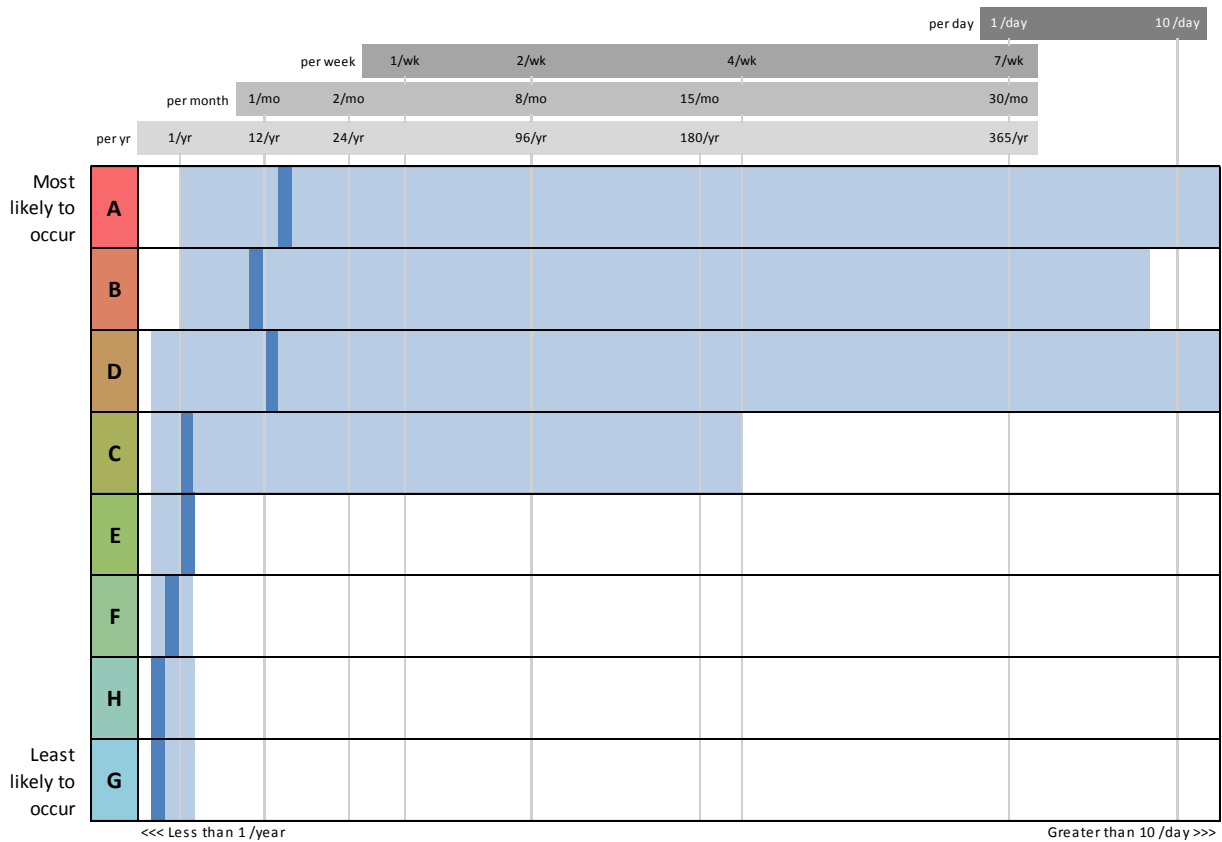 per day 1/day 10/day
per week 1/wk 2/wk 4/wk 7/wk
per month 1/mo 2/mo 8/mo 15/mo 30/mo
per yr 1/yr 12/yr 24/yr 96/yr 180/yr 365/yr
Most
likely to
occur
A
B
D
C
E
F
H
Least
likely to
occur
G
<<< Less than 1/year Greater than 10/day >>>